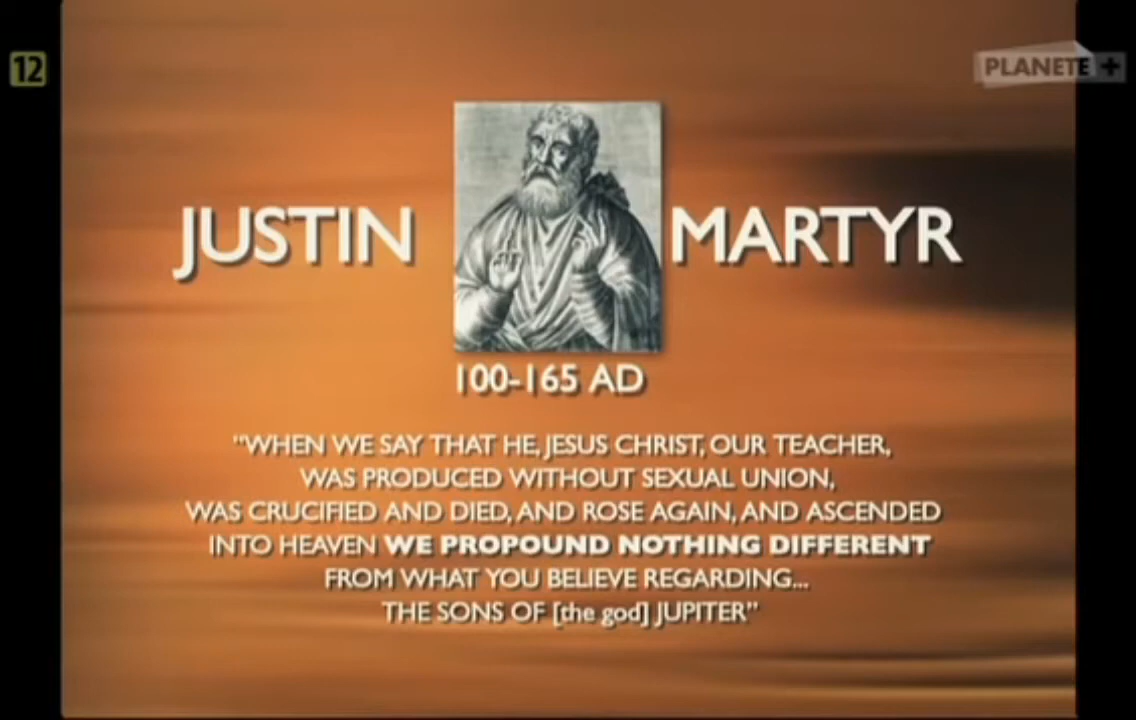 12
PLANETE +
JUSTIN MARTYR
100-165 AD
"WHEN WE SAY THAT HE, JESUS CHRIST, OUR TEACHER,
WAS PRODUCED WITHOUT SEXUAL UNION,
WAS CRUCIFIED AND DIED, AND ROSE AGAIN, AND ASCENDED
INTO HEAVEN WE PROPOUND NOTHING DIFFERENT
FROM WHAT YOU BELIEVE REGARDING...
THE SONS OF [the god] JUPITER"